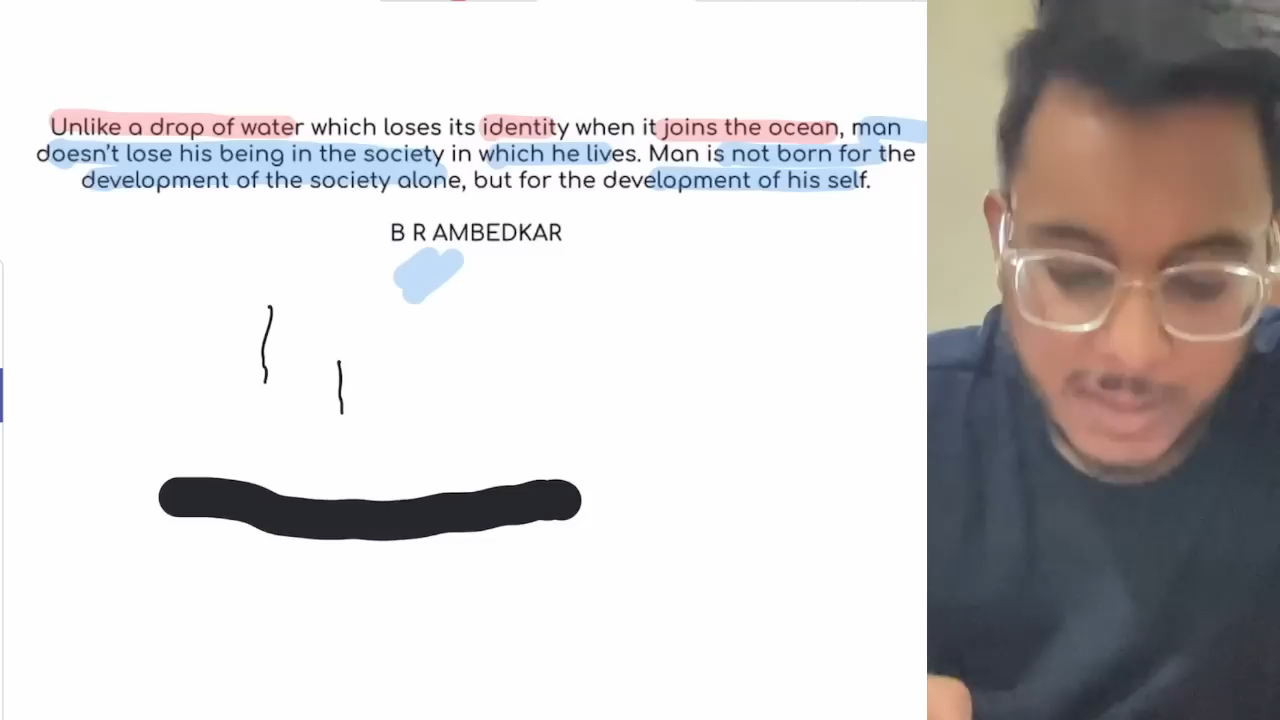 Unlike a drop of water which loses its identity when it joins the ocean, man
doesn't lose his being in the society in which he lives. Man is not born for the
development of the society alone, but for the development of his self.
B R AMBEDKAR